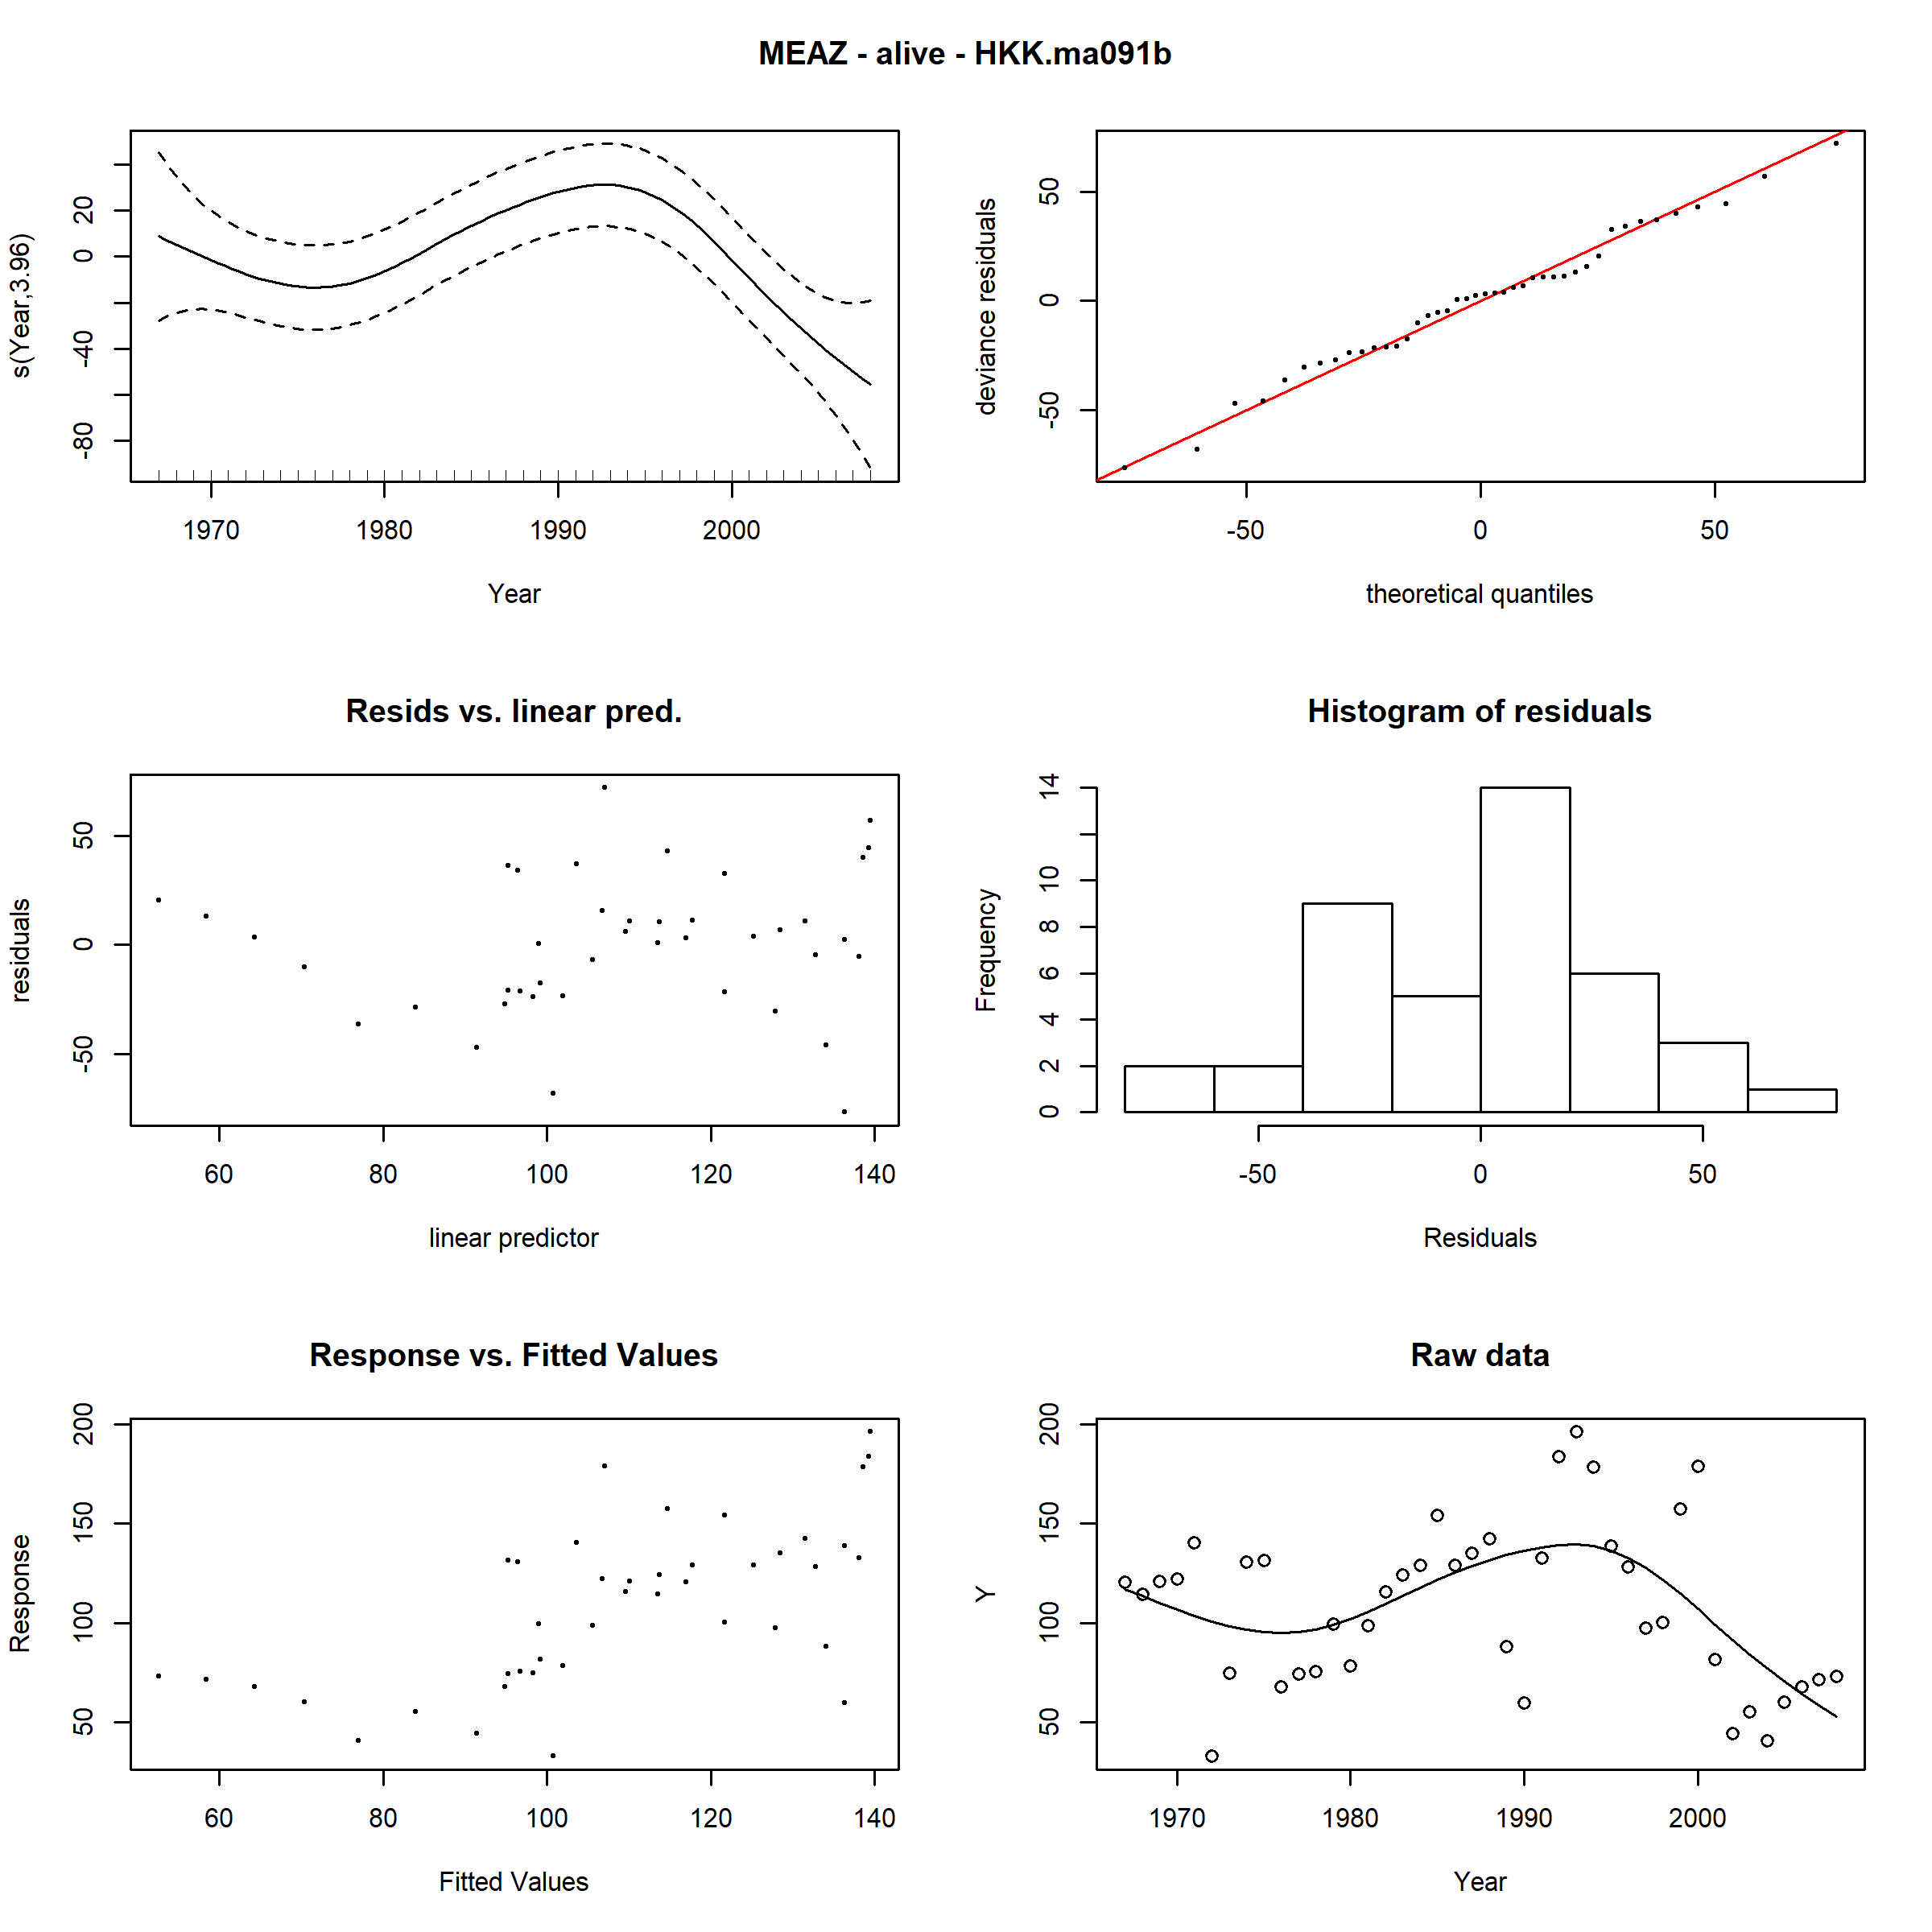 MEAZ - alive - HKK.ma091b
s(Year,3.96)
20
0
-40
-80
1970 1980 1990 2000
Year
deviance residuals
50
0
-50
-50 0 50
theoretical quantiles
Resids vs. linear pred.
residuals
50
0
-50
60 80 100 120 140
linear predictor
Histogram of residuals
Frequency
14
10
8
6
4
2
0
-50 0 50
Residuals
Response vs. Fitted Values
Response
200
150
100
50
60 80 100 120 140
Fitted Values
Raw data
Y
200
150
100
50
1970 1980 1990 2000
Year